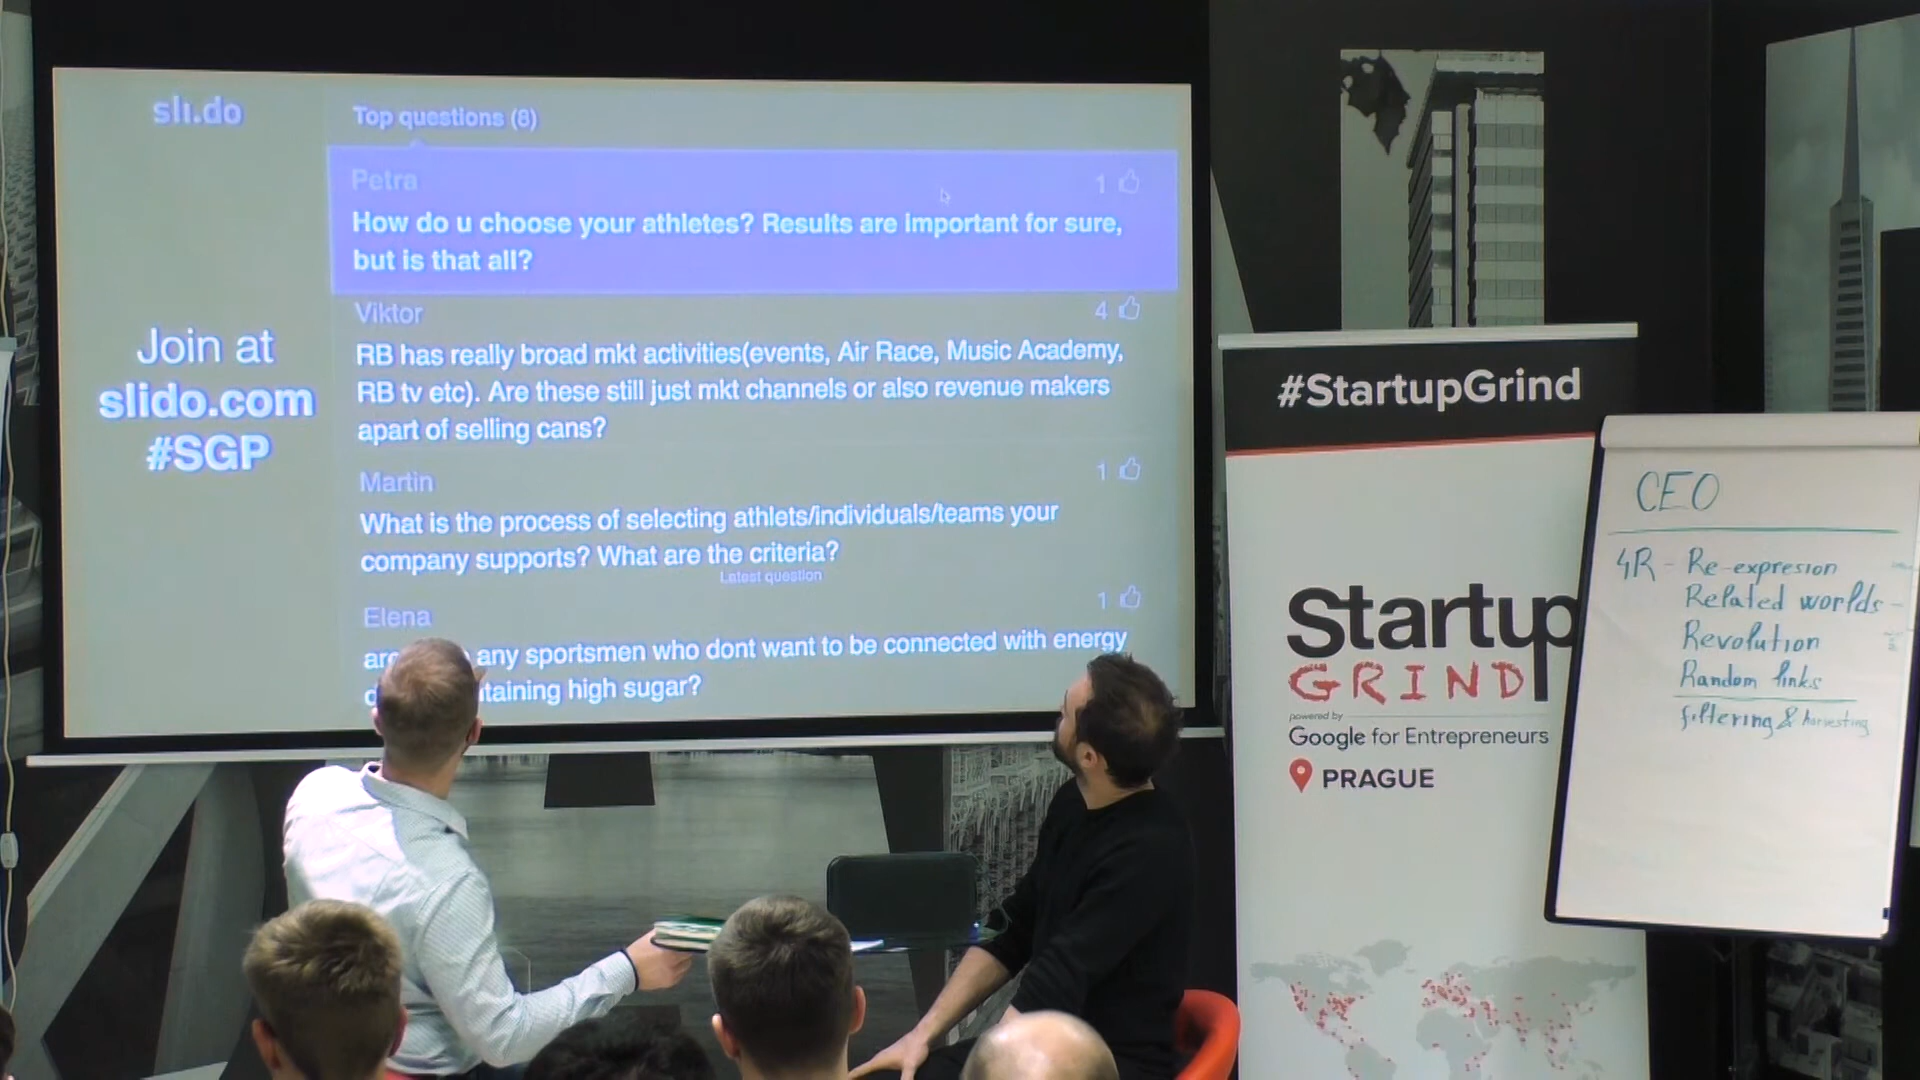 sli.do
Top questions (8)
Petra
1
How do u choose your athletes? Results are important for sure,
but is that all?
Viktor
4
RB has really broad mkt activities(events, Air Race, Music Academy,
RB tv etc). Are these still just mkt channels or also revenue makers
apart of selling cans?
Martin
1
What is the process of selecting athlets/individuals/teams your
company supports? What are the criteria?
Latest question
Elena
1
any sportsmen who dont want to be connected with energy
high sugar?
Join at
slido.com
#SGP
#StartupGrind
Startup
GRIND
powered by
Google for Entrepreneurs
PRAGUE
CEO
4R - Re-expresion
Related worlds -
Revolution
Random links
filtering & harvesting